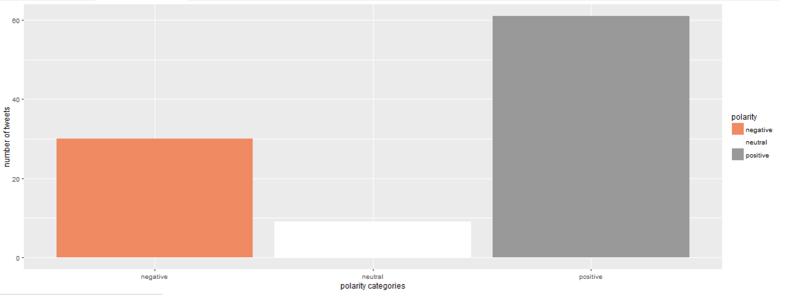 60
40
20
0
number of tweets
negative
neutral
positive
polarity categories
polarity
negative
neutral
positive